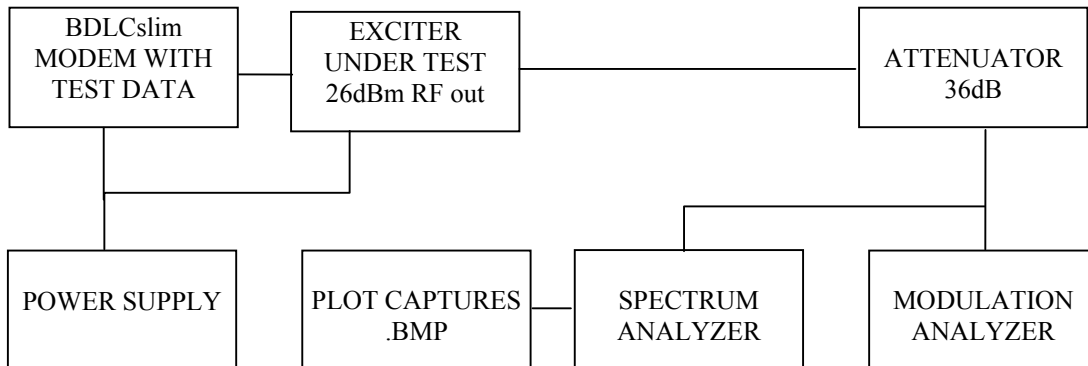 BDLCslim
MODEM WITH
TEST DATA
EXCITER
UNDER TEST
26dBm RF out
ATTENUATOR
36dB
POWER SUPPLY
PLOT CAPTURES
.BMP
SPECTRUM
ANALYZER
MODULATION
ANALYZER